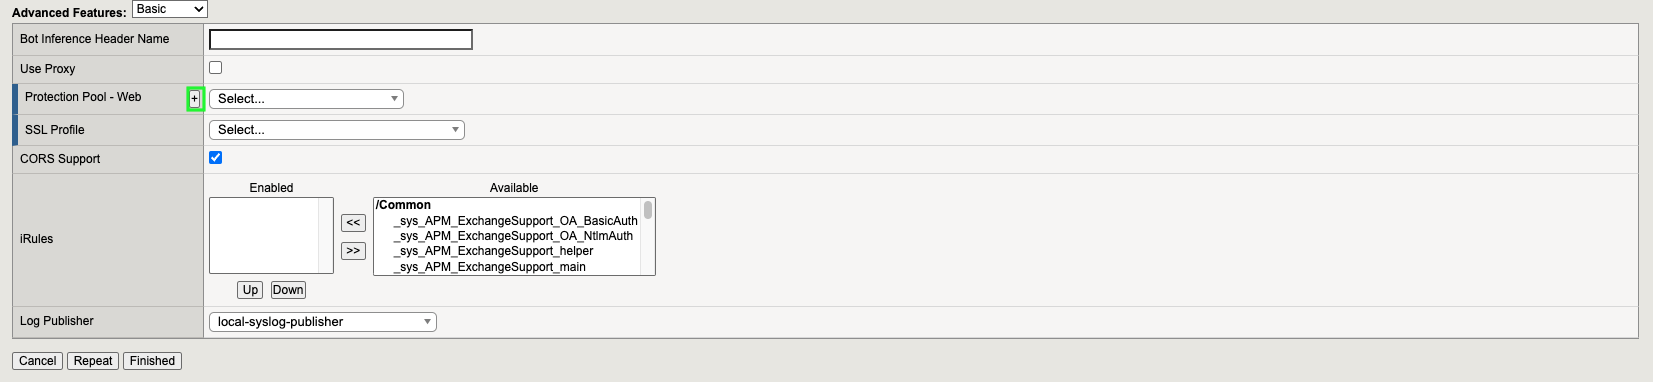 Advanced Features: Basic
Bot Inference Header Name
Use Proxy
Protection Pool - Web + Select...
SSL Profile Select...
CORS Support
Enabled Available
/Common
_sys_APM_ExchangeSupport_OA_BasicAuth
<< _sys_APM_ExchangeSupport_OA_NtlmAuth
iRules >> _sys_APM_ExchangeSupport_helper
_sys_APM_ExchangeSupport_main
Up Down
Log Publisher local-syslog-publisher
Cancel Repeat Finished